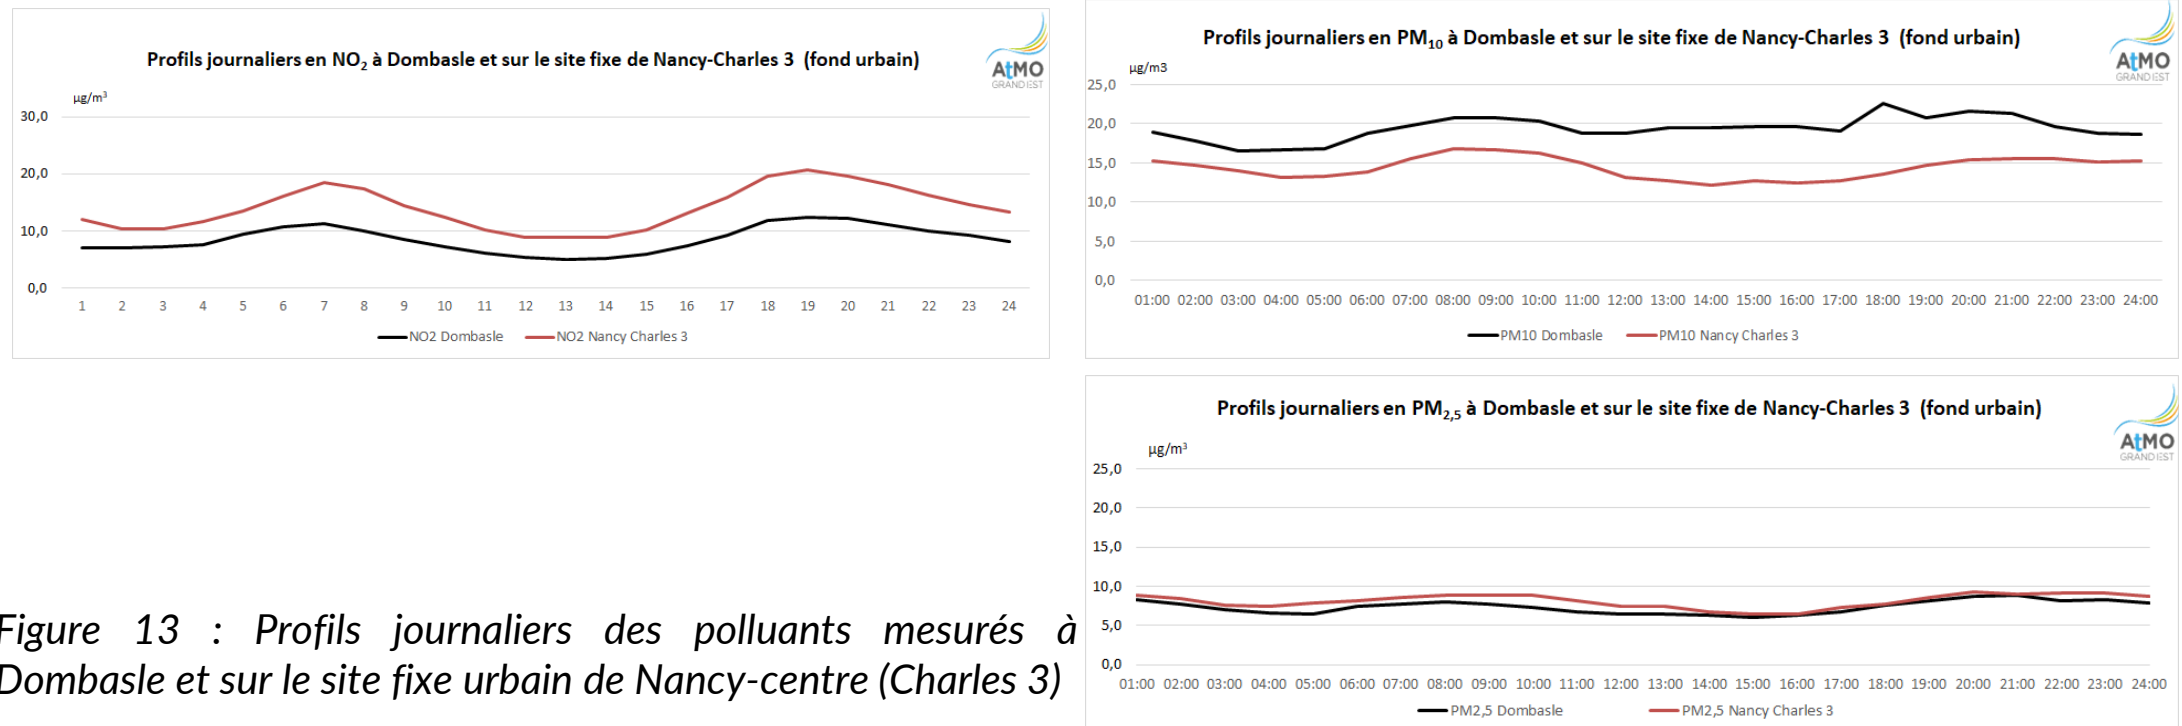 Profils journaliers en NO2 à Dombasle et sur le site fixe de Nancy-Charles 3 (fond urbain)
AtMO
GRAND EST
µg/m3
30,0
20,0
10,0
0,0
1 2 3 4 5 6 7 8 9 10 11 12 13 14 15 16 17 18 19 20 21 22 23 24
NO2 Dombasle NO2 Nancy Charles 3
Profils journaliers en PM10 à Dombasle et sur le site fixe de Nancy-Charles 3 (fond urbain)
AtMO
GRAND EST
µg/m3
25,0
20,0
15,0
10,0
5,0
0,0
01:00 02:00 03:00 04:00 05:00 06:00 07:00 08:00 09:00 10:00 11:00 12:00 13:00 14:00 15:00 16:00 17:00 18:00 19:00 20:00 21:00 22:00 23:00 24:00
PM10 Dombasle PM10 Nancy Charles 3
Profils journaliers en PM2,5 à Dombasle et sur le site fixe de Nancy-Charles 3 (fond urbain)
AtMO
GRAND EST
µg/m3
25,0
20,0
15,0
10,0
5,0
0,0
01:00 02:00 03:00 04:00 05:00 06:00 07:00 08:00 09:00 10:00 11:00 12:00 13:00 14:00 15:00 16:00 17:00 18:00 19:00 20:00 21:00 22:00 23:00 24:00
PM2,5 Dombasle PM2,5 Nancy Charles 3
Figure 13 : Profils journaliers des polluants mesurés à
Dombasle et sur le site fixe urbain de Nancy-centre (Charles 3)